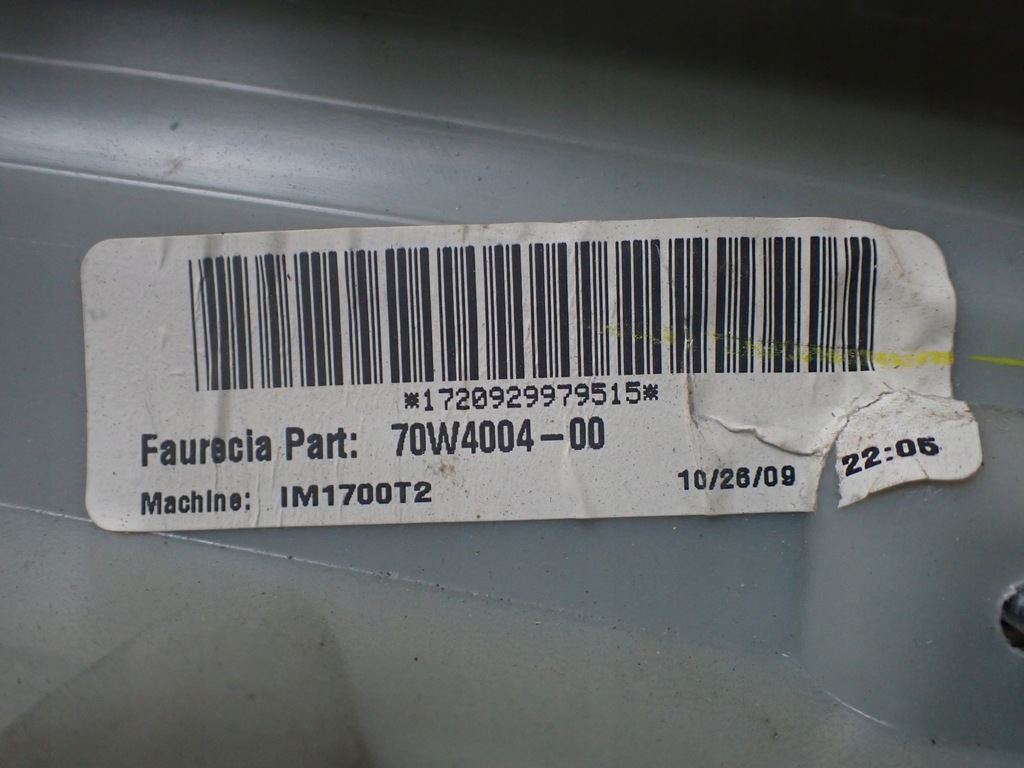 *1720929979515*
Faurecia Part: 70W4004-00
Machine: IM1700T2 10/26/09 22:05